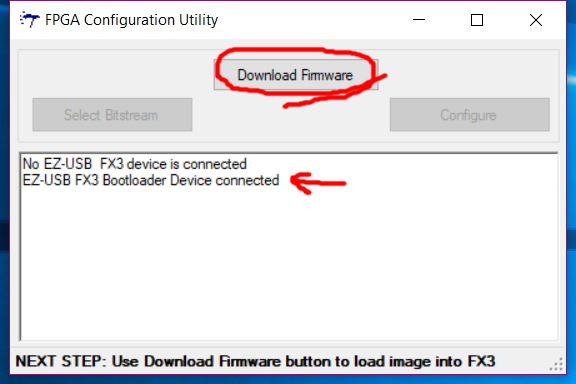 FPGA Configuration Utility
Download Firmware
Select Bitstream
Configure
No EZ-USB  FX3 device is connected
EZ-USB FX3 Bootloader Device connected
NEXT STEP: Use Download Firmware button to load image into FX3